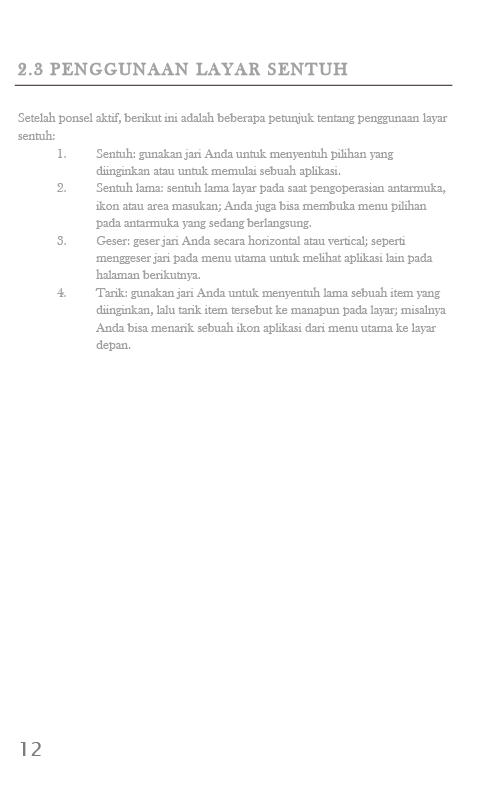 2.3 PENGGUNAAN LAYAR SENTUH
Setelah ponsel aktif, berikut ini adalah beberapa petunjuk tentang penggunaan layar
sentuh:
1. Sentuh: gunakan jari Anda untuk menyentuh pilihan yang
diinginkan atau untuk memulai sebuah aplikasi.
2. Sentuh lama: sentuh lama layar pada saat pengoperasian antarmuka,
ikon atau area masukan; Anda juga bisa membuka menu pilihan
pada antarmuka yang sedang berlangsung.
3. Geser: geser jari Anda secara horizontal atau vertical; seperti
menggeser jari pada menu utama untuk melihat aplikasi lain pada
halaman berikutnya.
4. Tarik: gunakan jari Anda untuk menyentuh lama sebuah item yang
diinginkan, lalu tarik item tersebut ke manapun pada layar; misalnya
Anda bisa menarik sebuah ikon aplikasi dari menu utama ke layar
depan.
12